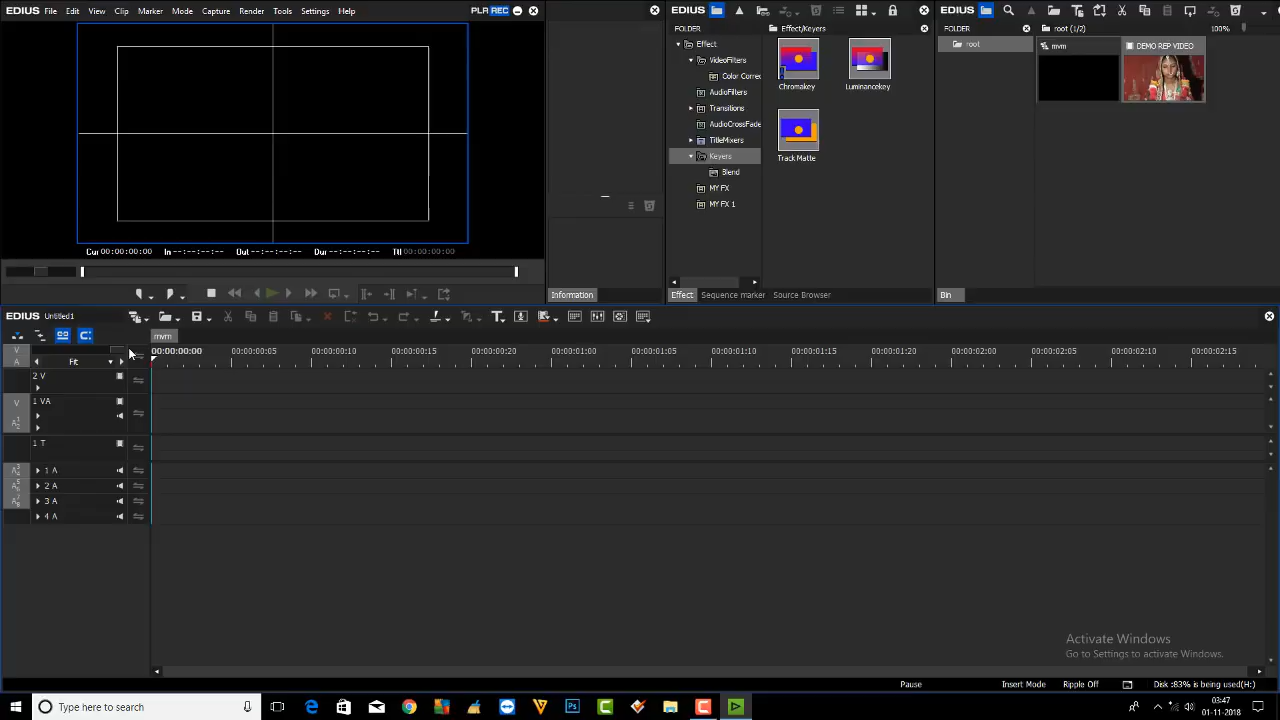 EDIUS File Edit View Clip Marker Mode Capture Render Tools Settings Help PLR REC
Cur 00:00:00:00 In --:--:--:-- Out --:--:--:-- Dur --:--:--:-- Ttl 00:00:00:00
Information
EDIUS
FOLDER
Effect
VideoFilters
Color Correc
AudioFilters
Transitions
AudioCrossFade
TitleMixers
Keyers
Blend
MY FX
MY FX 1
Effect/Keyers
Chromakey
Luminancekey
Track Matte
Effect Sequence marker Source Browser
EDIUS
FOLDER
root
root (1/2) 100%
mvm
DEMO REP VIDEO
Bin
EDIUS Untitled1
mvm
V
A
Fit
00:00:00:00 00:00:00:05 00:00:00:10 00:00:00:15 00:00:00:20 00:00:01:00 00:00:01:05 00:00:01:10 00:00:01:15 00:00:01:20 00:00:02:00 00:00:02:05 00:00:02:10 00:00:02:15
2 V
V 1 VA
1 T
1 A
2 A
3 A
4 A
Activate Windows
Go to Settings to activate Windows.
Pause Insert Mode Ripple Off Disk :83% is being used(H:)
Type here to search
Ps
03:47
01-11-2018